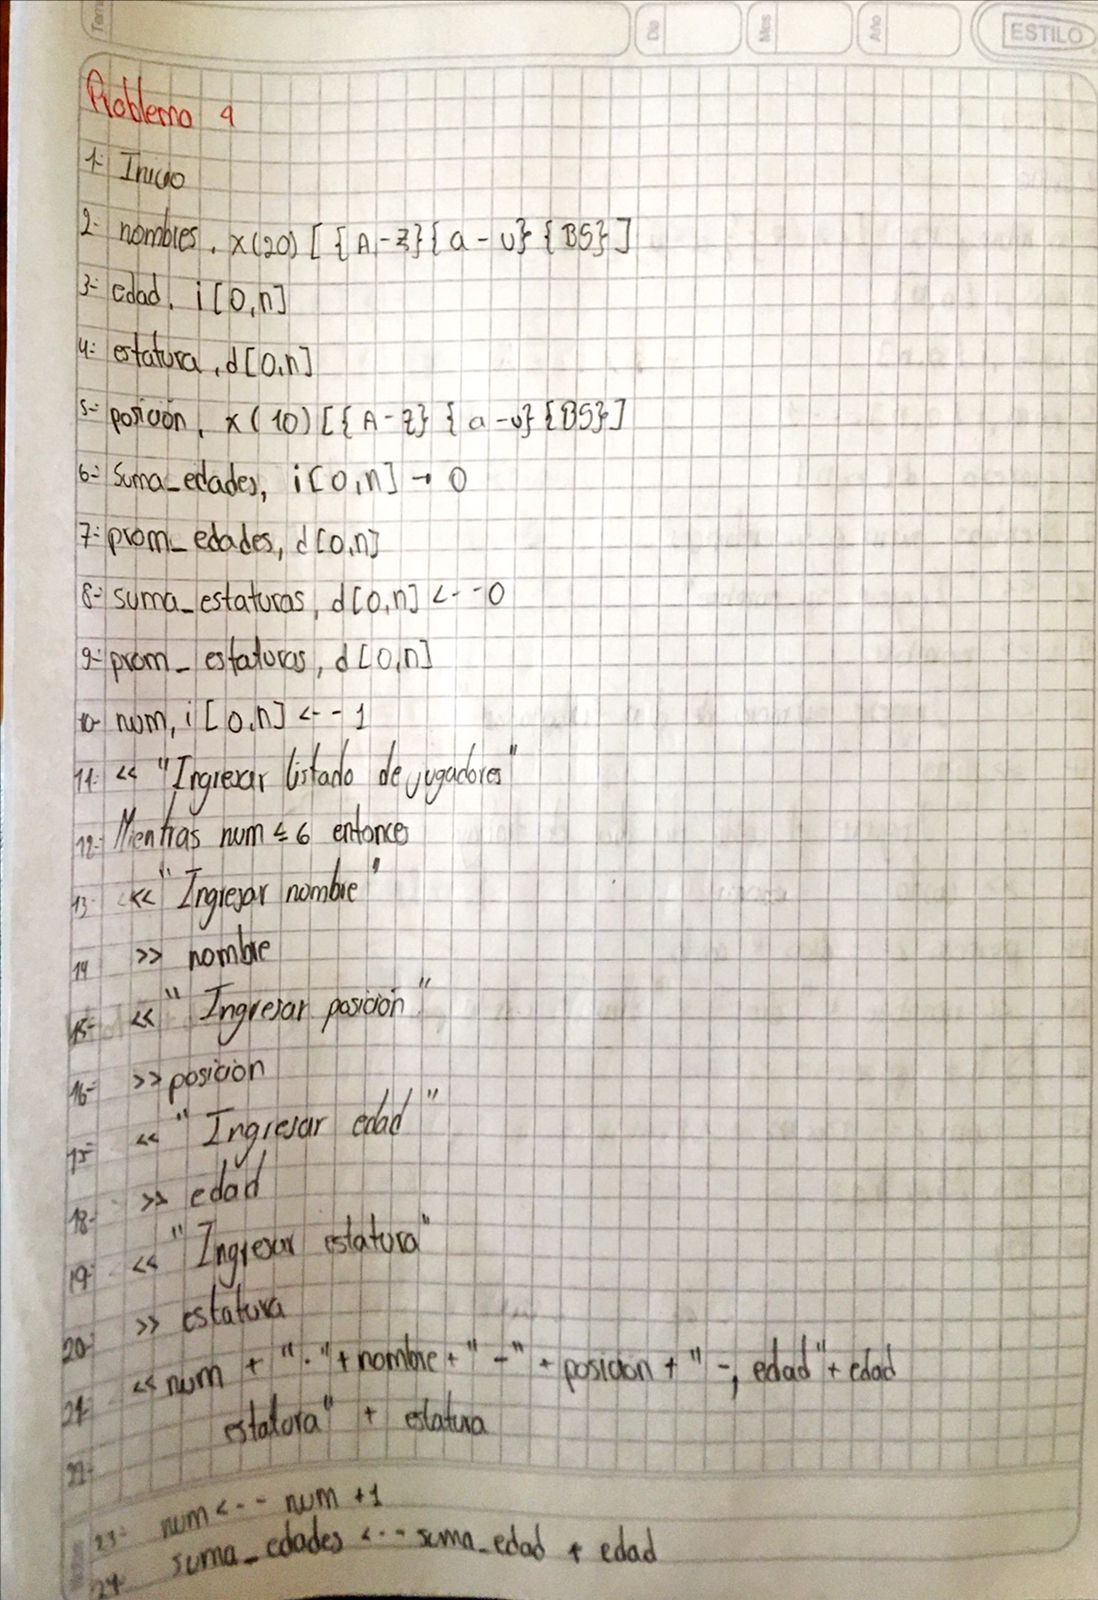 Dia
Mes
Año
ESTILO
Problema 4
1- Inicio
2- nombres, x(20) [ {A-Z} {a-u} {BS} ]
3- edad, i [0,n]
4- estatura, d [0,n]
5- posición, x (10) [ {A-Z} {a-u} {BS} ]
6- Suma_edades, i [0,n] → 0
7- prom_edades, d [0,n]
8- suma_estaturas, d [0,n] <-- 0
9- prom_estaturas, d [0,n]
10- num, i [0,n] <-- 1
11- << "Ingresar listado de jugadores"
12- Mientras num ≤ 6 entonces
13 << "Ingresar nombre"
14 >> nombre
15- << "Ingresar posición"
16- >> posicion
17- << "Ingresar edad"
18- >> edad
19- << "Ingresar estatura"
20- >> estatura
21- << num + "." + nombre + " -" + posicion + " -, edad" + edad
22- estatura" + estatura
23- num <-- num + 1
24- suma_edades <-- suma_edad + edad